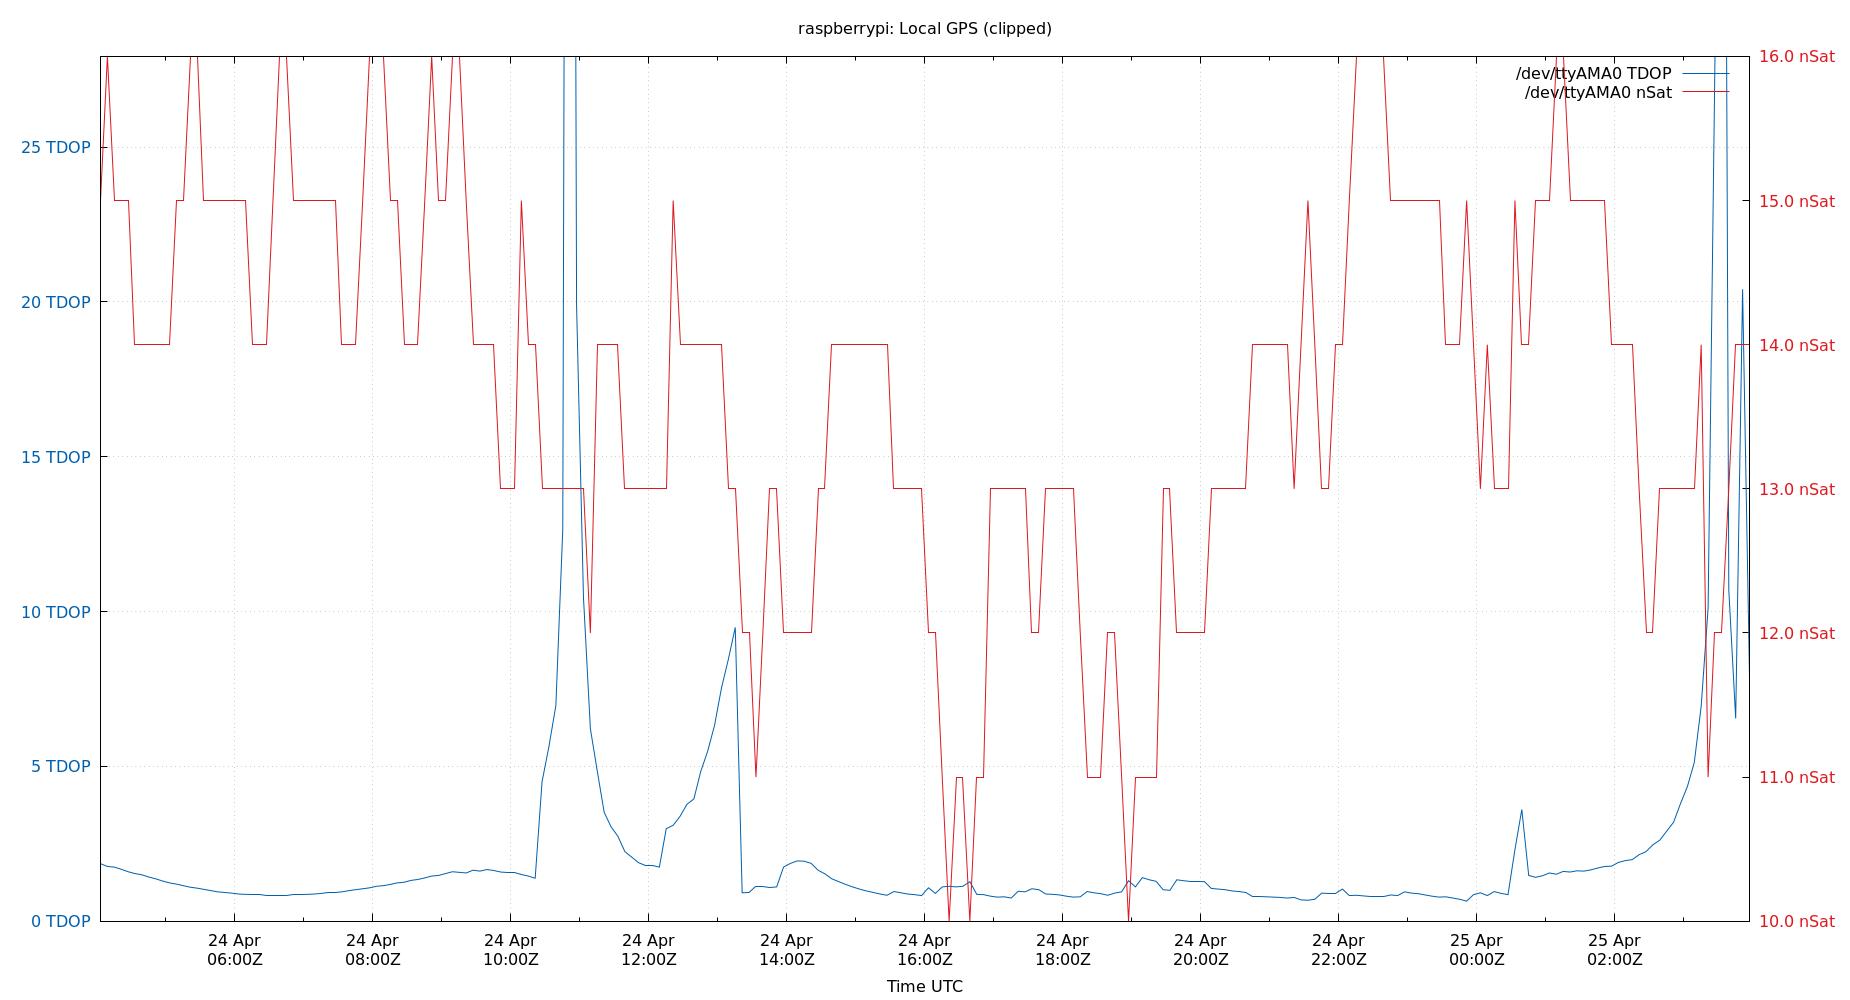 raspberrypi: Local GPS (clipped)
16.0 nSat
/dev/ttyAMA0 TDOP
/dev/ttyAMA0 nSat
25 TDOP
15.0 nSat
20 TDOP
14.0 nSat
15 TDOP
13.0 nSat
10 TDOP
12.0 nSat
5 TDOP
11.0 nSat
0 TDOP
10.0 nSat
24 Apr 24 Apr 24 Apr 24 Apr 24 Apr 24 Apr 24 Apr 24 Apr 24 Apr 25 Apr 25 Apr
06:00Z 08:00Z 10:00Z 12:00Z 14:00Z 16:00Z 18:00Z 20:00Z 22:00Z 00:00Z 02:00Z
Time UTC